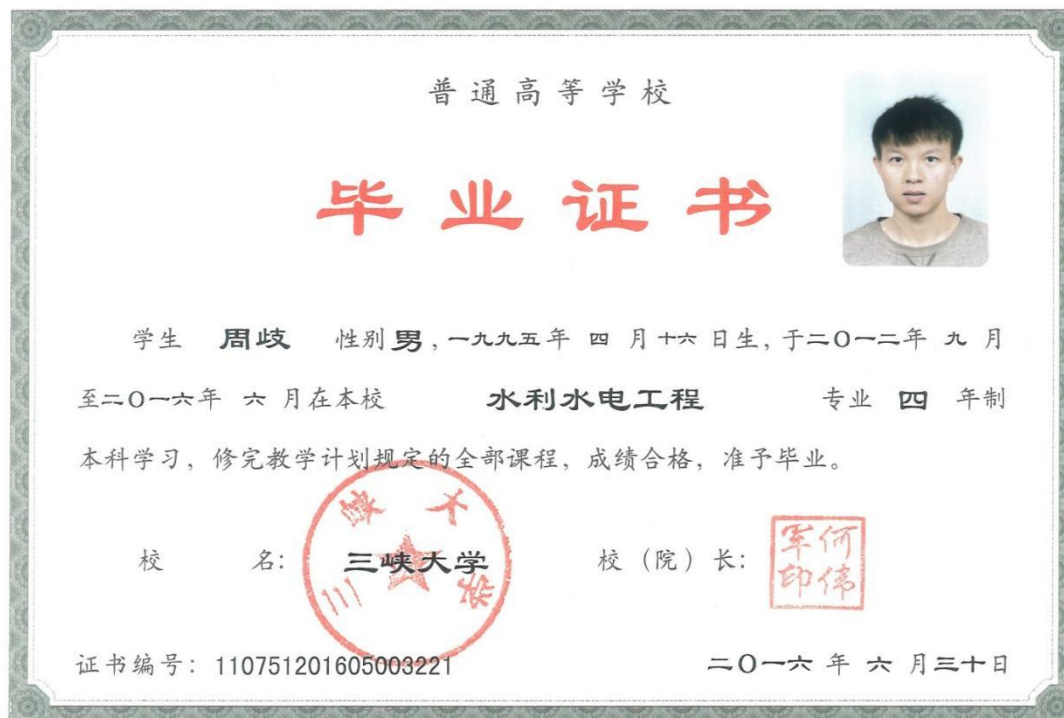 普通高等学校
毕业证书
学生 周歧 性别男,一九九五年 四 月十六日生,于二〇一二年 九 月
至二〇一六年 六 月在本校 水利水电工程 专业 四 年制
本科学习,修完教学计划规定的全部课程,成绩合格,准予毕业。
校 名: 三峡大学 校(院)长:
三峡大学
何伟军印
证书编号: 110751201605003221 二〇一六 年 六 月三十日